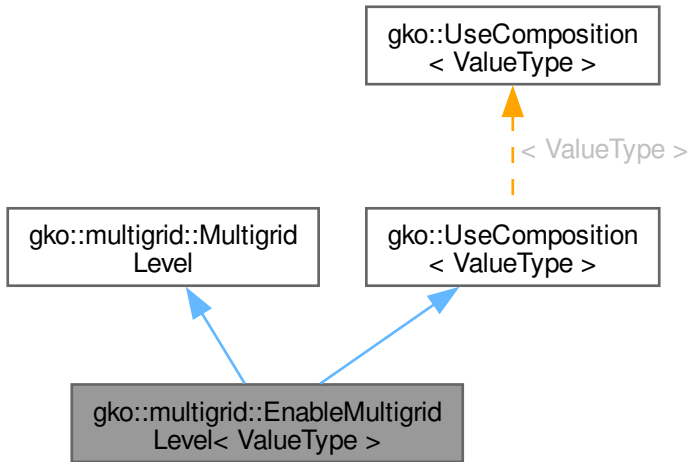 gko::UseComposition
< ValueType >
< ValueType >
gko::multigrid::Multigrid
Level
gko::UseComposition
< ValueType >
gko::multigrid::EnableMultigrid
Level< ValueType >